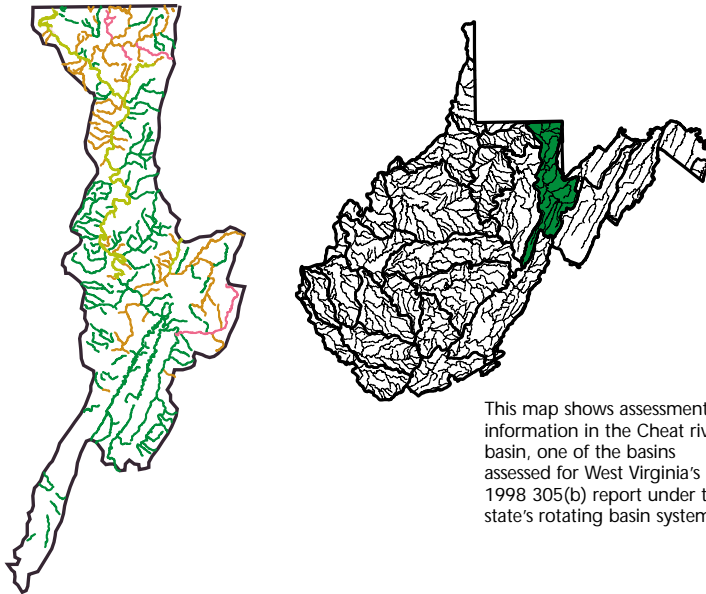 This map shows assessment
information in the Cheat riv
basin, one of the basins
assessed for West Virginia's
1998 305(b) report under t
state's rotating basin system